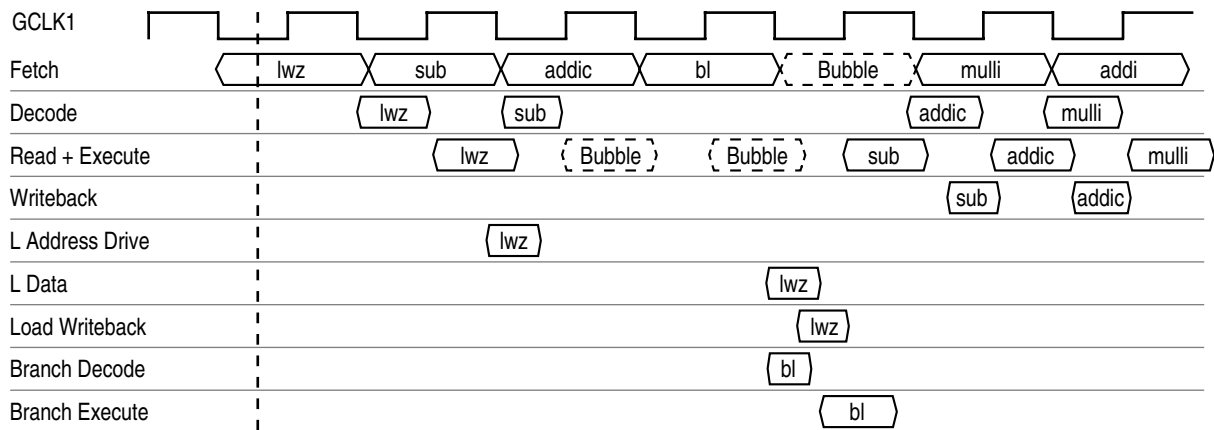 GCLK1
Fetch lwz sub addic bl Bubble mulli addi
Decode lwz sub addic mulli
Read + Execute lwz Bubble Bubble sub addic mulli
Writeback sub addic
L Address Drive lwz
L Data lwz
Load Writeback lwz
Branch Decode bl
Branch Execute bl